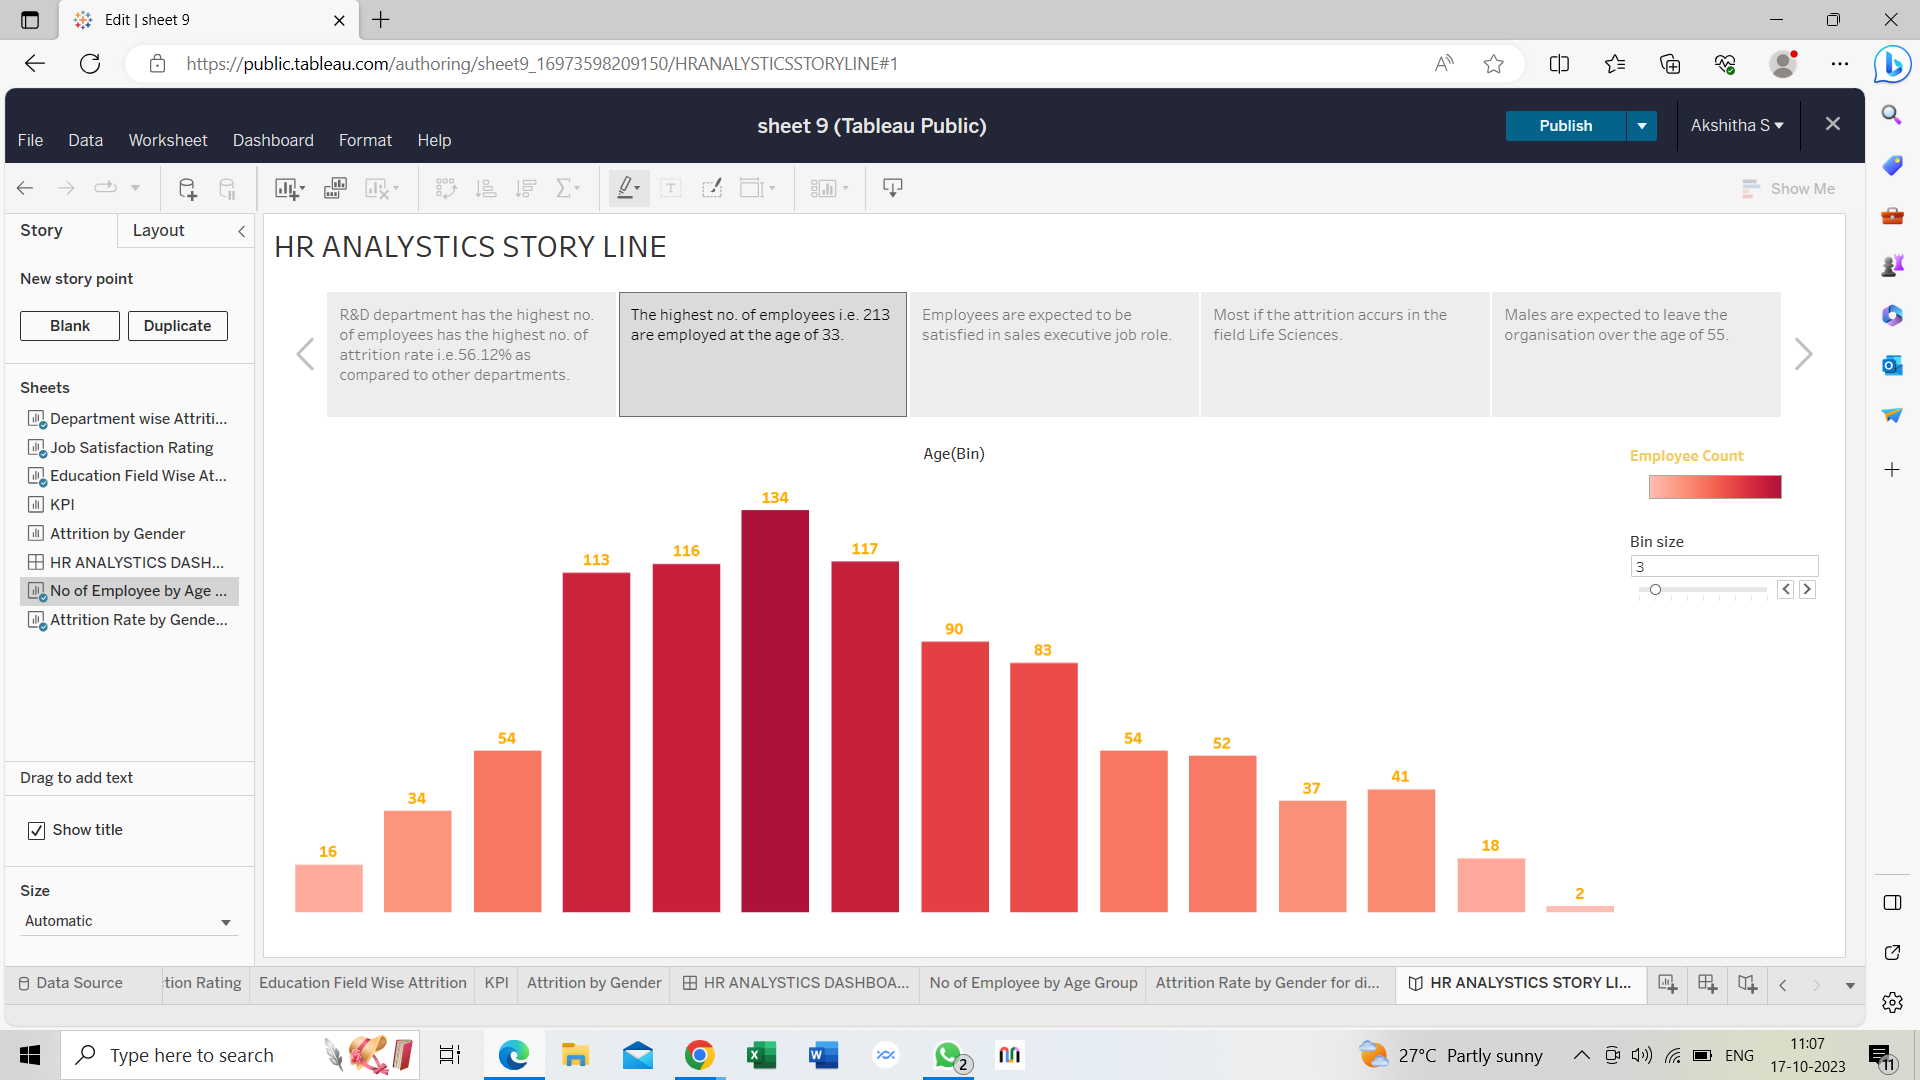 Edit | sheet 9
https://public.tableau.com/authoring/sheet9_16973598209150/HRANALYSTICSSTORYLINE#1
sheet 9 (Tableau Public)
Publish
Akshitha S
File Data Worksheet Dashboard Format Help
Show Me
Story Layout
New story point
Blank Duplicate
Sheets
Department wise Attriti...
Job Satisfaction Rating
Education Field Wise At...
KPI
Attrition by Gender
HR ANALYSTICS DASH...
No of Employee by Age ...
Attrition Rate by Gende...
Drag to add text
Show title
Size
Automatic
HR ANALYSTICS STORY LINE
R&D department has the highest no.
of employees has the highest no. of
attrition rate i.e.56.12% as
compared to other departments.
The highest no. of employees i.e. 213
are employed at the age of 33.
Employees are expected to be
satisfied in sales executive job role.
Most if the attrition accurs in the
field Life Sciences.
Males are expected to leave the
organisation over the age of 55.
Age(Bin)
16
34
54
113
116
134
117
90
83
54
52
37
41
18
2
Employee Count
Bin size
3
Data Source
tion Rating
Education Field Wise Attrition
KPI
Attrition by Gender
HR ANALYSTICS DASHBOA...
No of Employee by Age Group
Attrition Rate by Gender for di...
HR ANALYSTICS STORY LI...
Type here to search
2
27°C Partly sunny
ENG
11:07
17-10-2023
11